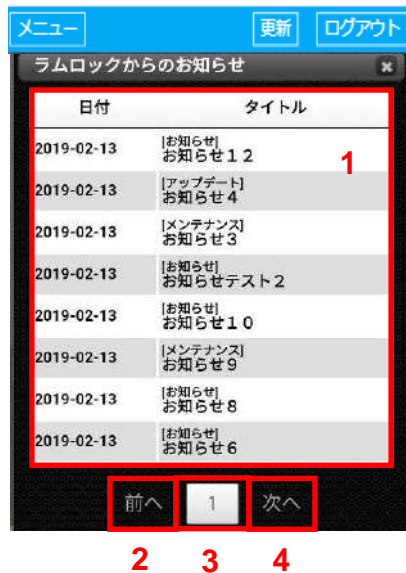 メニュー 更新 ログアウト
ラムロックからのお知らせ
日付 タイトル
2019-02-13 [お知らせ]
お知らせ１２
1
2019-02-13 [アップデート]
お知らせ４
2019-02-13 [メンテナンス]
お知らせ３
2019-02-13 [お知らせ]
お知らせテスト２
2019-02-13 [お知らせ]
お知らせ１０
2019-02-13 [メンテナンス]
お知らせ９
2019-02-13 [お知らせ]
お知らせ８
2019-02-13 [お知らせ]
お知らせ６
前へ 1 次へ
2 3 4